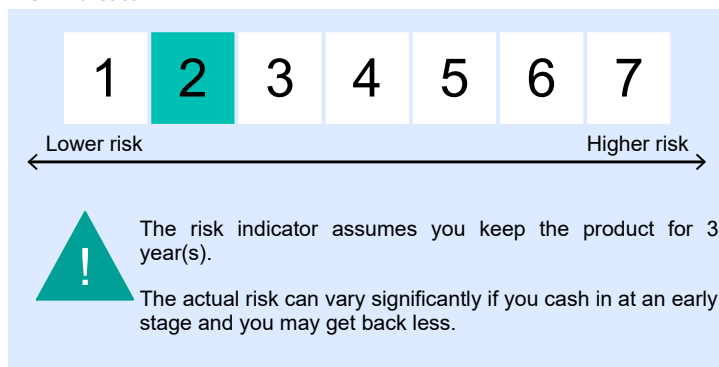 1 2 3 4 5 6 7
Lower risk Higher risk
!
The risk indicator assumes you keep the product for 3
year(s).
The actual risk can vary significantly if you cash in at an early
stage and you may get back less.